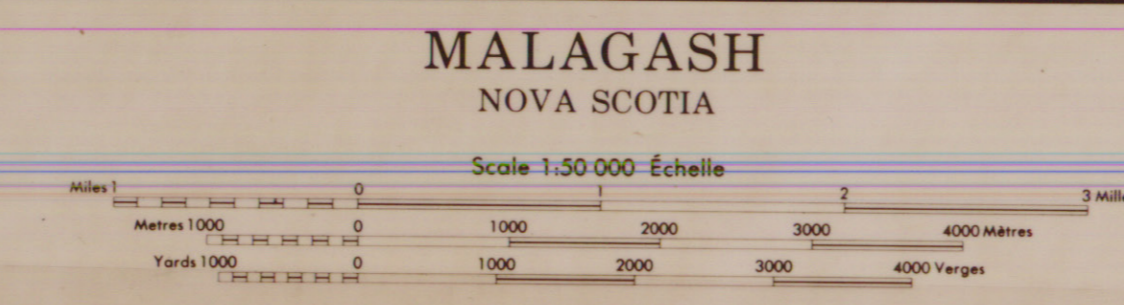 MALAGASH
NOVA SCOTIA
Scale 1:50 000 Échelle
Miles 1 0 1 2 3
Metres 1000 0 1000 2000 3000 4000 Mètres
Yards 1000 0 1000 2000 3000 4000 Verges